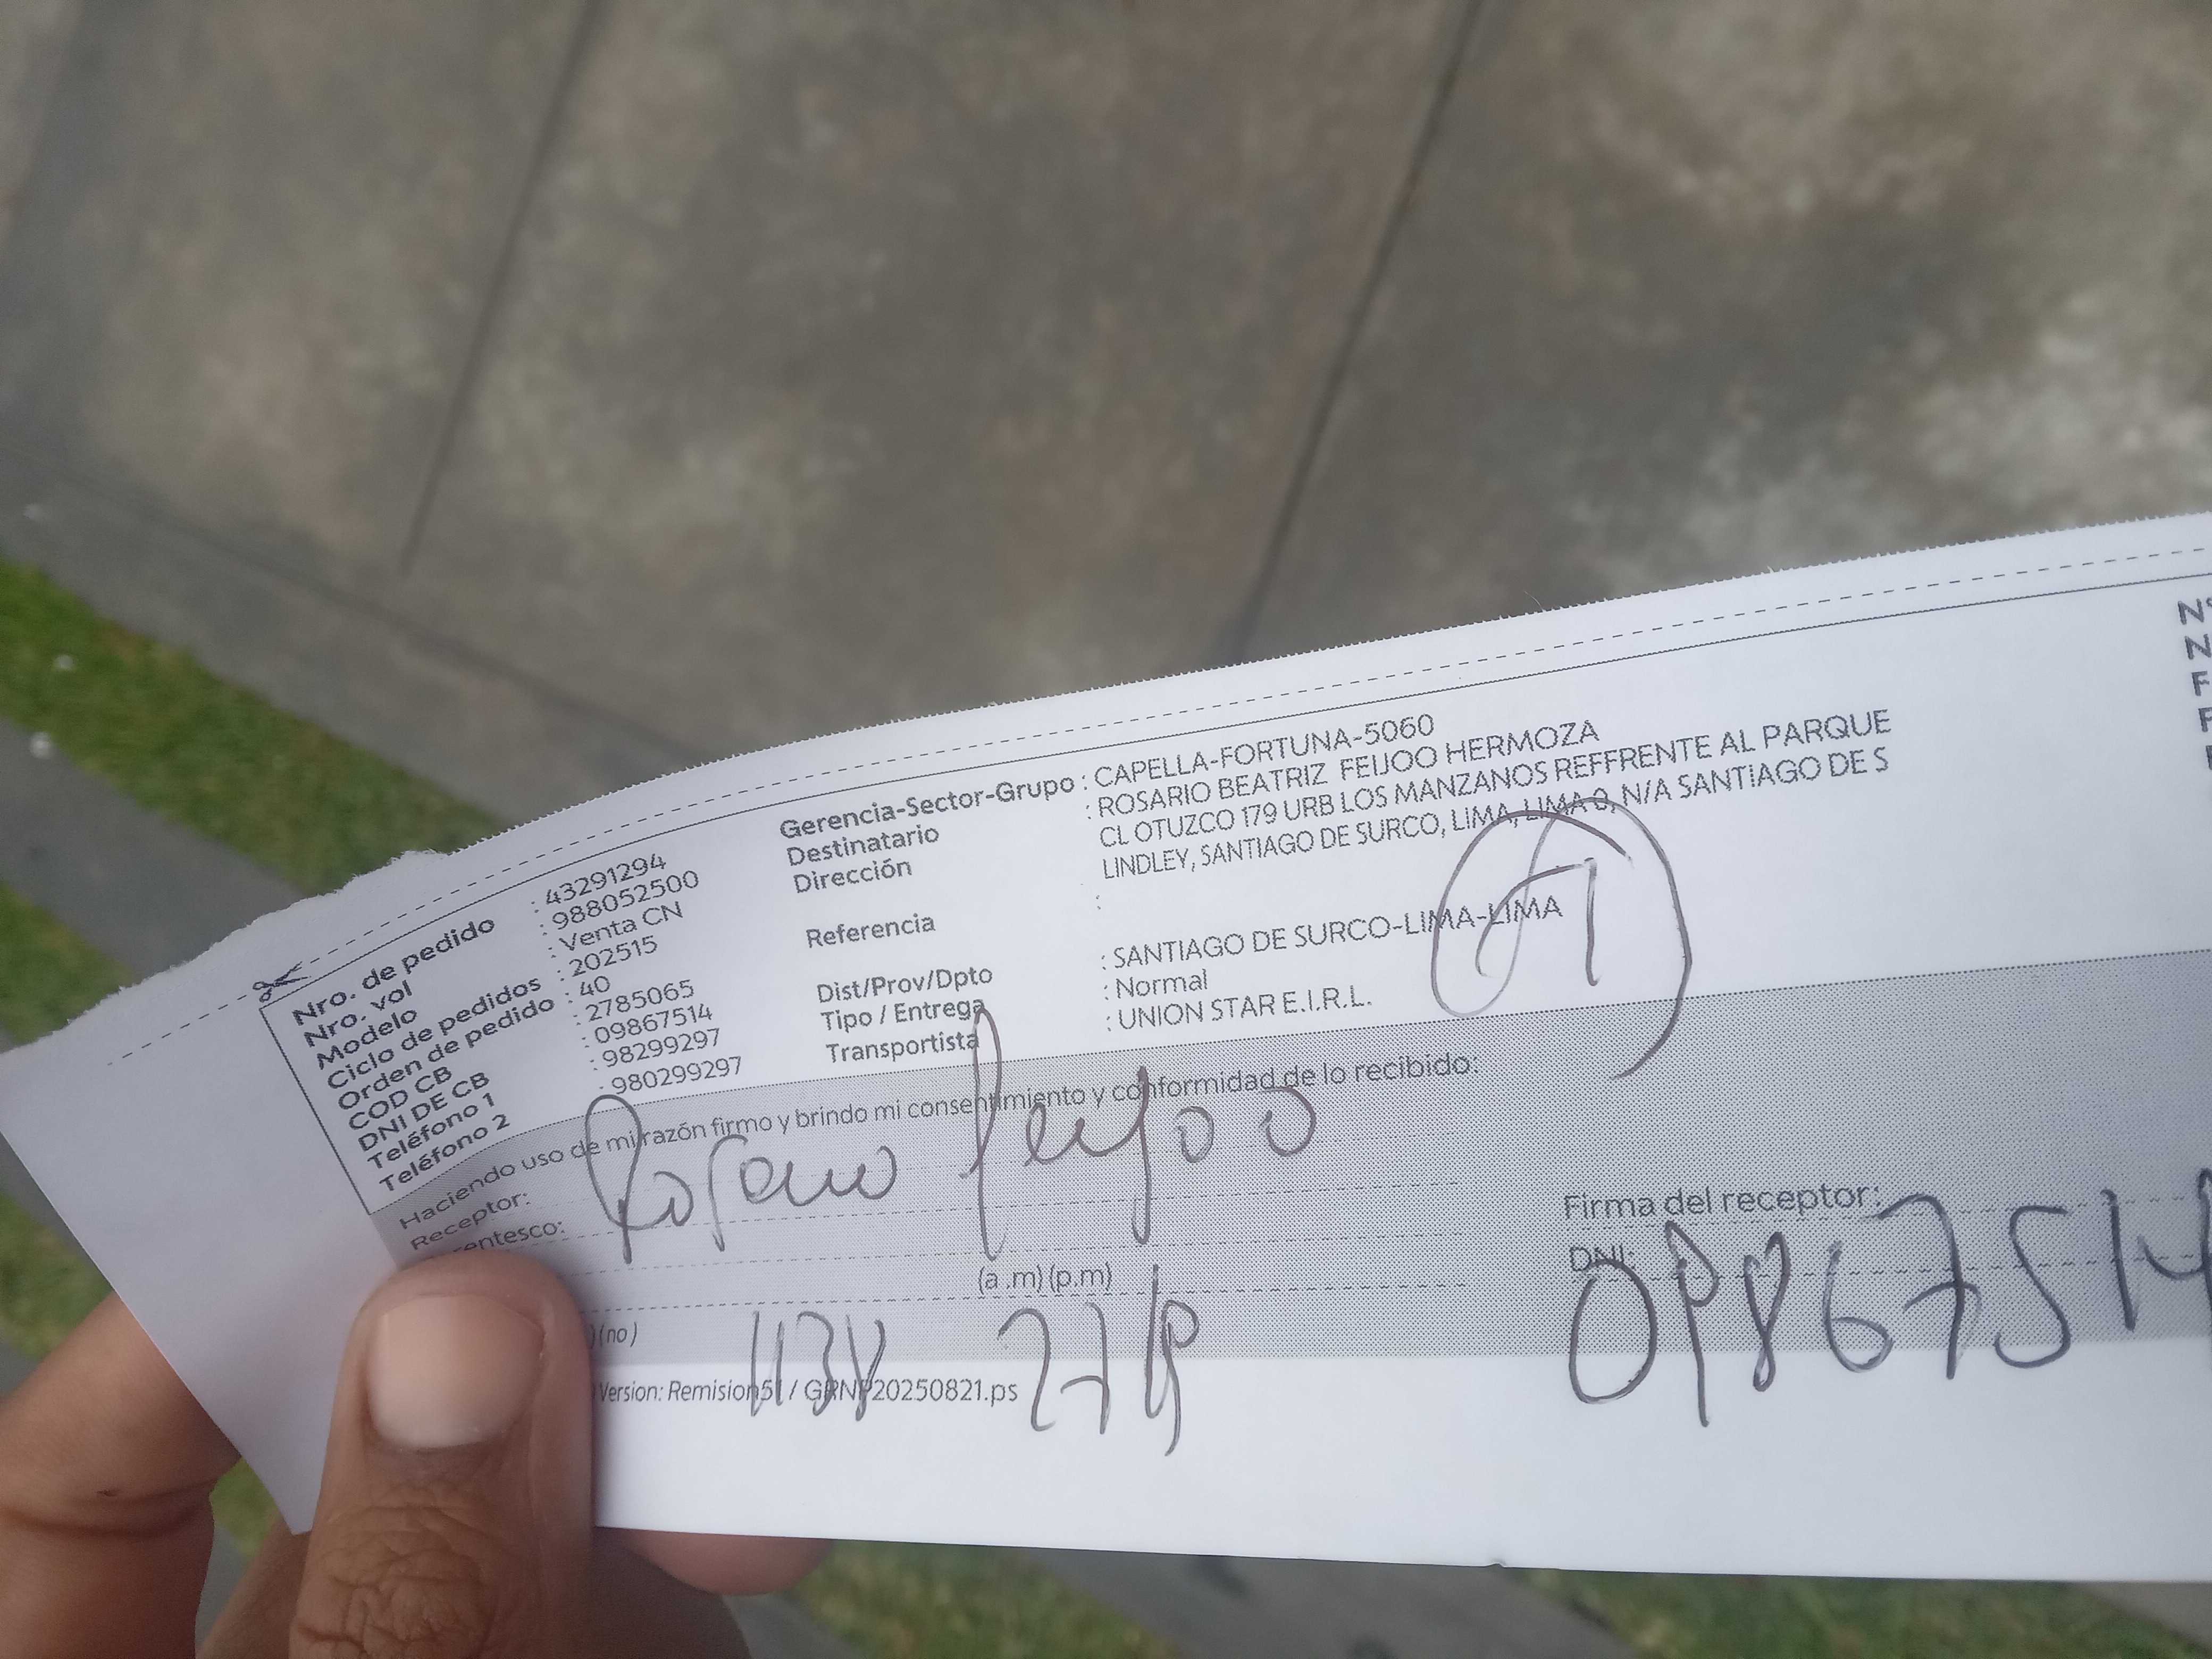 Nro. de pedido : 43291294
Nro. vol : 988052500
Modelo : Venta CN
Ciclo de pedidos : 202515
Orden de pedido : 40
COD CB : 2785065
DNI DE CB : 09867514
Teléfono 1 : 98299297
Teléfono 2 : 980299297
Gerencia-Sector-Grupo : CAPELLA-FORTUNA-5060
Destinatario : ROSARIO BEATRIZ FEIJOO HERMOZA
Dirección : CL OTUZCO 179 URB LOS MANZANOS REFFRENTE AL PARQUE
LINDLEY, SANTIAGO DE SURCO, LIMA, LIMA 0, N/A SANTIAGO DE S
Referencia :
Dist/Prov/Dpto : SANTIAGO DE SURCO-LIMA-LIMA
Tipo / Entrega : Normal
Transportista : UNION STAR E.I.R.L.
Haciendo uso de mi razón firmo y brindo mi consentimiento y conformidad de lo recibido:
Receptor: Rosario Feijoo
entesco:
(a .m) (p.m)
) (no)
Firma del receptor:
DNI: 09867514
Version: Remision51 / GRNP20250821.ps